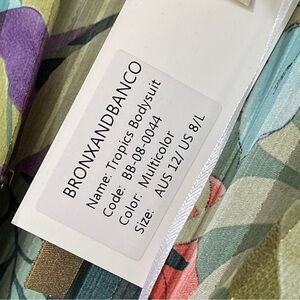 BRONXANDBANCO
Name: Tropics Bodysuit
Code: BB-08-0044
Color: Multicolor
Size: AUS 12/ US 8/L